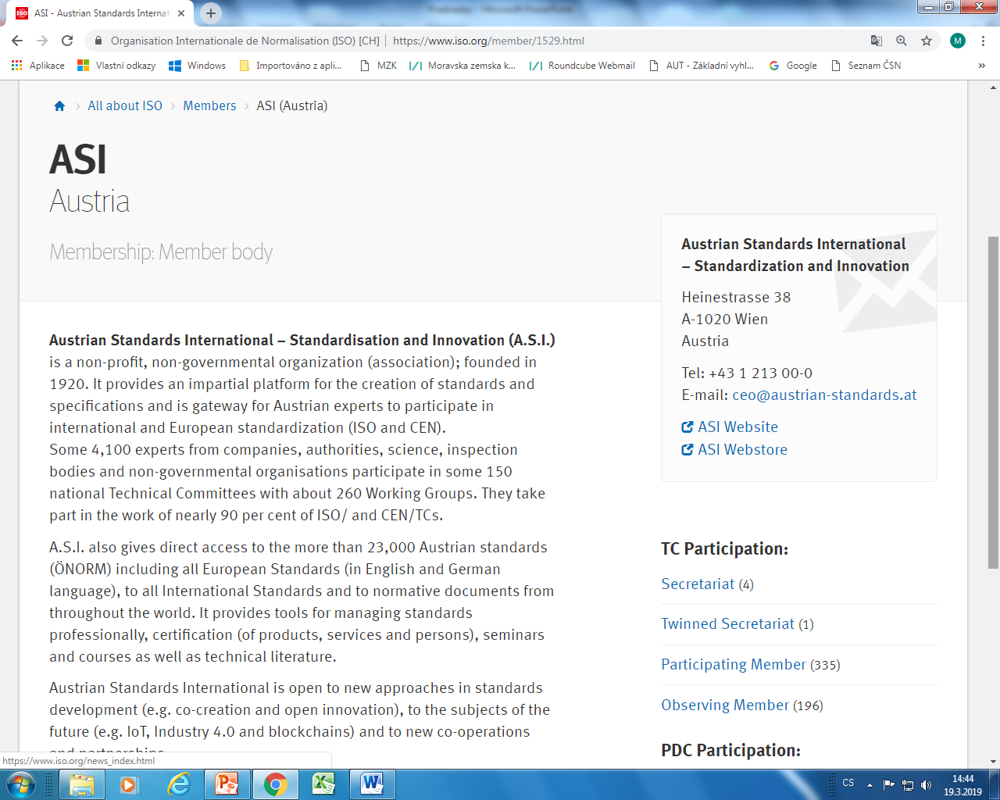 ASI - Austrian Standards Internat
Organisation Internationale de Normalisation (ISO) [CH] | https://www.iso.org/member/1529.html
M
Aplikace
Vlastní odkazy
Windows
Importováno z apli...
MZK
Moravska zemska k...
Roundcube Webmail
AUT - Základní vyhl...
Google
Seznam ČSN
»
All about ISO > Members > ASI (Austria)
ASI
Austria
Membership: Member body
Austrian Standards International
– Standardization and Innovation
Heinestrasse 38
A-1020 Wien
Austria
Tel: +43 1 213 00-0
E-mail: ceo@austrian-standards.at
ASI Website
ASI Webstore
Austrian Standards International – Standardisation and Innovation (A.S.I.)
is a non-profit, non-governmental organization (association); founded in
1920. It provides an impartial platform for the creation of standards and
specifications and is gateway for Austrian experts to participate in
international and European standardization (ISO and CEN).
Some 4,100 experts from companies, authorities, science, inspection
bodies and non-governmental organisations participate in some 150
national Technical Committees with about 260 Working Groups. They take
part in the work of nearly 90 per cent of ISO/ and CEN/TCs.
A.S.I. also gives direct access to the more than 23,000 Austrian standards
(ÖNORM) including all European Standards (in English and German
language), to all International Standards and to normative documents from
throughout the world. It provides tools for managing standards
professionally, certification (of products, services and persons), seminars
and courses as well as technical literature.
Austrian Standards International is open to new approaches in standards
development (e.g. co-creation and open innovation), to the subjects of the
future (e.g. IoT, Industry 4.0 and blockchains) and to new co-operations
and partnerships
TC Participation:
Secretariat (4)
Twinned Secretariat (1)
Participating Member (335)
Observing Member (196)
PDC Participation:
https://www.iso.org/news_index.html
CS
14:44
19.3.2019